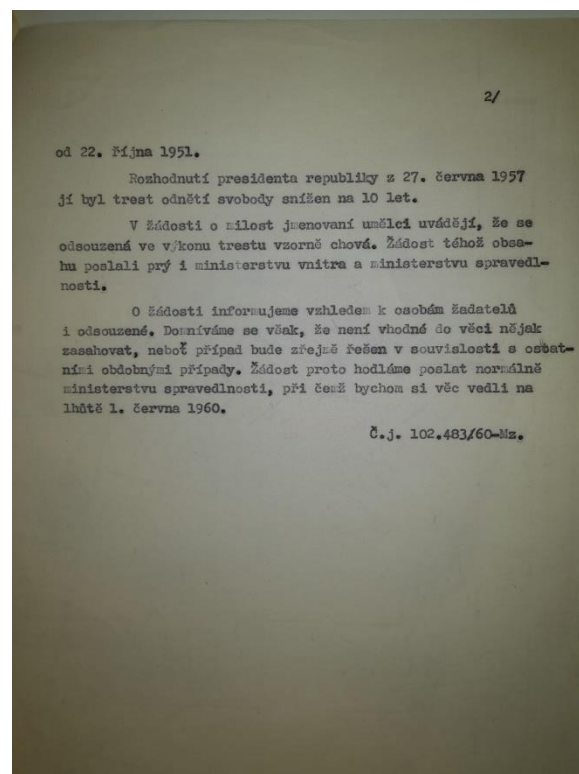 2/
od 22. října 1951.
Rozhodnutí presidenta republiky z 27. června 1957
jí byl trest odnětí svobody snížen na 10 let.
V žádosti o milost jmenovaní umělci uvádějí, že se
odsouzená ve výkonu trestu vzorně chová. Žádost téhož obsa-
hu poslali prý i ministerstvu vnitra a ministerstvu spravedl-
nosti.
O žádosti informujeme vzhledem k osobám žadatelů
i odsouzené. Domníváme se však, že není vhodné do věci nějak
zasahovat, neboť případ bude zřejmě řešen v souvislosti s ostat-
ními obdobnými případy. Žádost proto hodláme poslat normálně
ministerstvu spravedlnosti, při čemž bychom si věc vedli na
lhůtě 1. června 1960.
Č.j. 102.483/60-Mz.